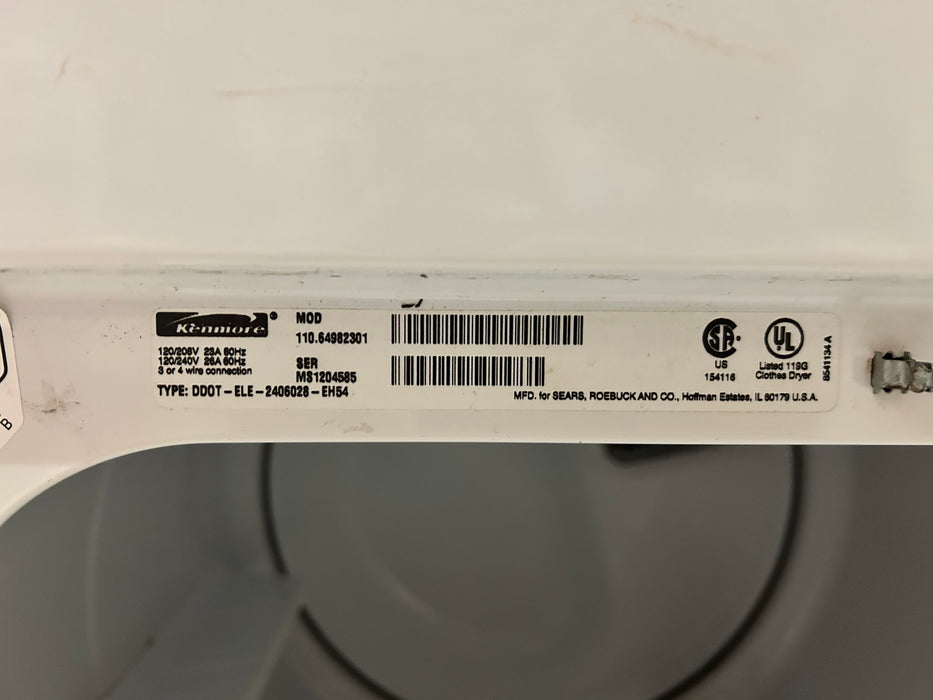 Kenmore®
120/208V 23A 60Hz
120/240V 26A 60Hz
3 or 4 wire connection
TYPE: DDOT-ELE-2406028-EH54
MOD
110.64982301
SER
MS1204585
SA
US
154116
UL
Listed 119G
Clothes Dryer
8541134 A
MFD. for SEARS, ROEBUCK AND CO., Hoffman Estates, IL 60179 U.S.A.
B